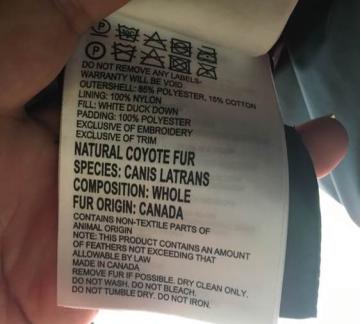 DO NOT REMOVE ANY LABELS-
WARRANTY WILL BE VOID
OUTERSHELL: 85% POLYESTER, 15% COTTON
LINING: 100% NYLON
FILL: WHITE DUCK DOWN
PADDING: 100% POLYESTER
EXCLUSIVE OF EMBROIDERY
EXCLUSIVE OF TRIM
NATURAL COYOTE FUR
SPECIES: CANIS LATRANS
COMPOSITION: WHOLE
FUR ORIGIN: CANADA
CONTAINS NON-TEXTILE PARTS OF
ANIMAL ORIGIN
NOTE: THIS PRODUCT CONTAINS AN AMOUNT
OF FEATHERS NOT EXCEEDING THAT
ALLOWABLE BY LAW
MADE IN CANADA
REMOVE FUR IF POSSIBLE. DRY CLEAN ONLY.
DO NOT WASH. DO NOT BLEACH.
DO NOT TUMBLE DRY. DO NOT IRON.